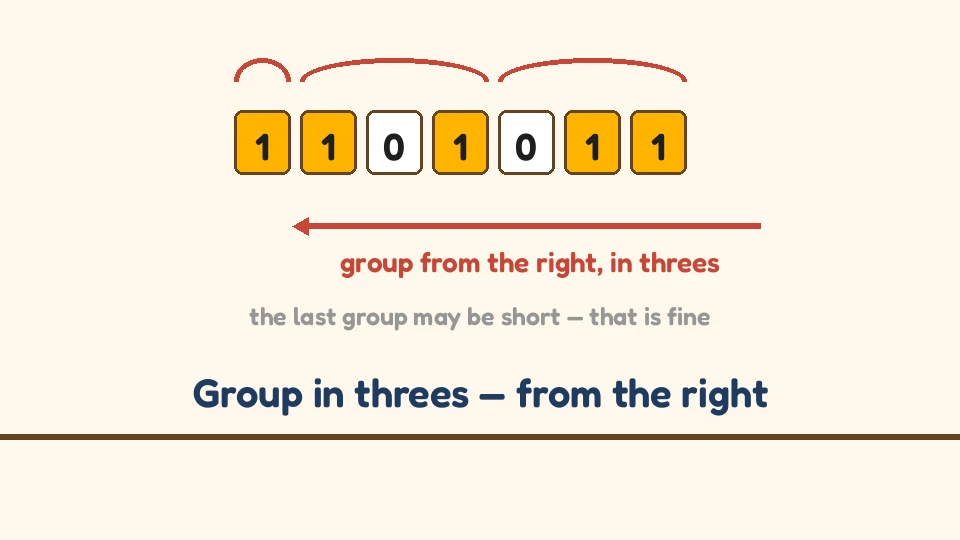 1 1 0 1 0 1 1
group from the right, in threes
the last group may be short — that is fine
Group in threes — from the right